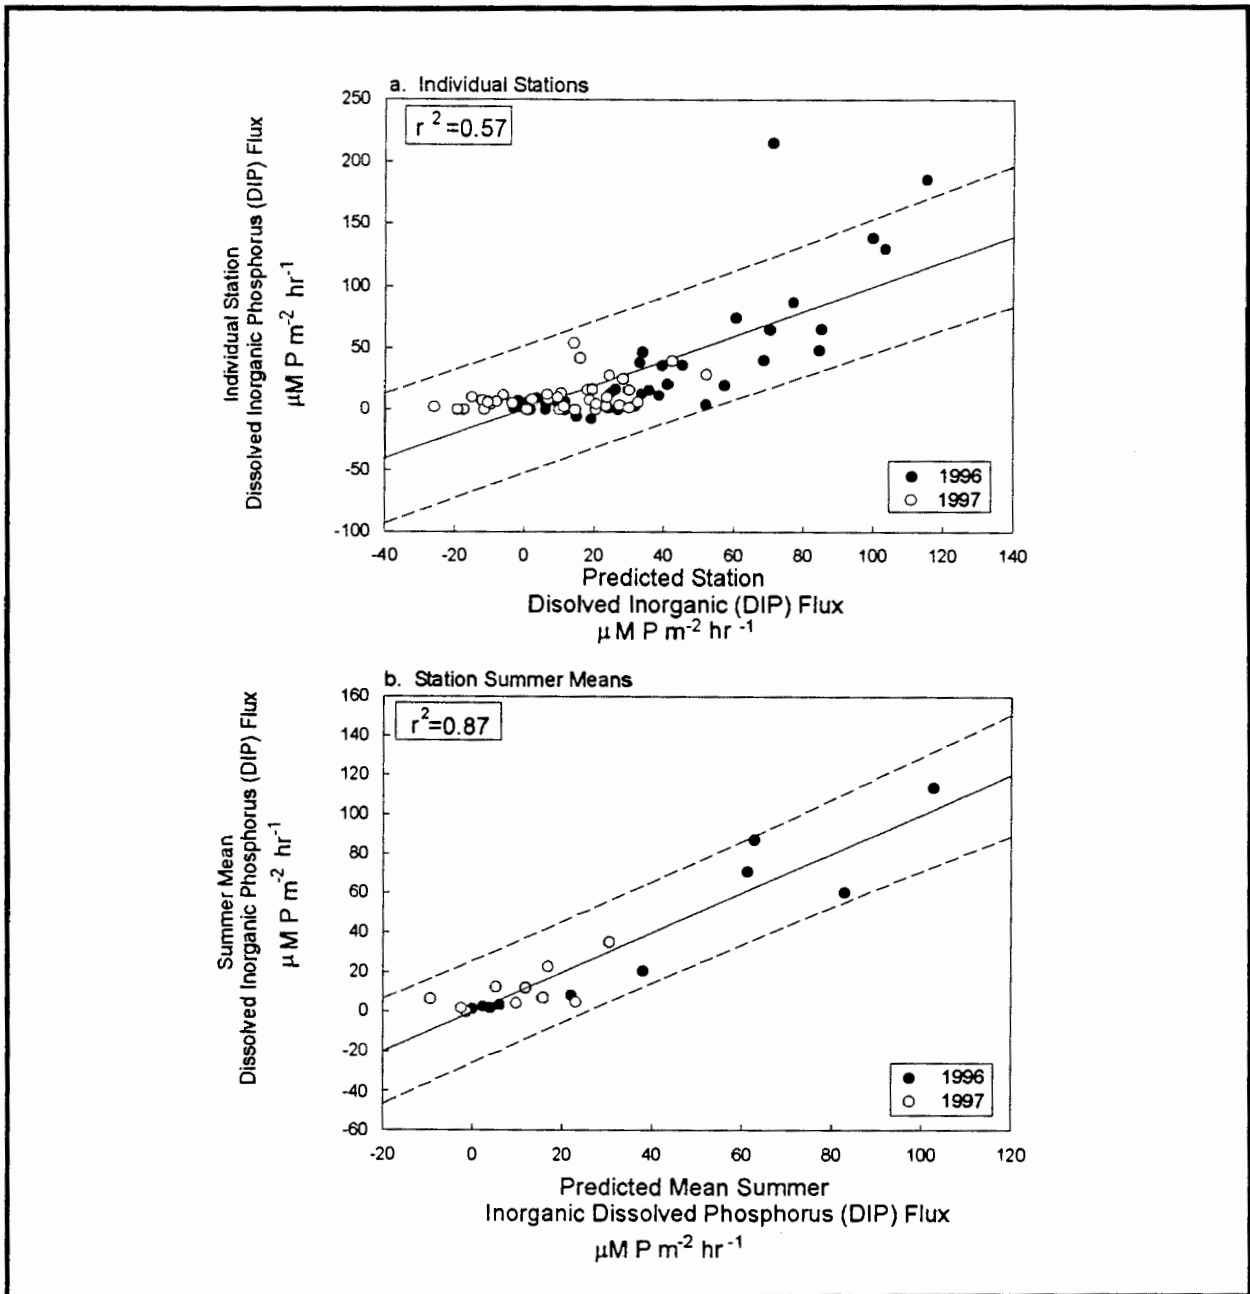 a. Individual Stations
r 2 =0.57
Individual Station
Dissolved Inorganic Phosphorus (DIP) Flux
μM P m-2 hr-1
250
200
150
100
50
0
-50
-100
1996
1997
-40 -20 0 20 40 60 80 100 120 140
Predicted Station
Disolved Inorganic (DIP) Flux
μM P m-2 hr -1
b. Station Summer Means
r2=0.87
Summer Mean
Dissolved Inorganic Phosphorus (DIP) Flux
μM P m-2 hr-1
160
140
120
100
80
60
40
20
0
-20
-40
-60
1996
1997
-20 0 20 40 60 80 100 120
Predicted Mean Summer
Inorganic Dissolved Phosphorus (DIP) Flux
μM P m-2 hr -1